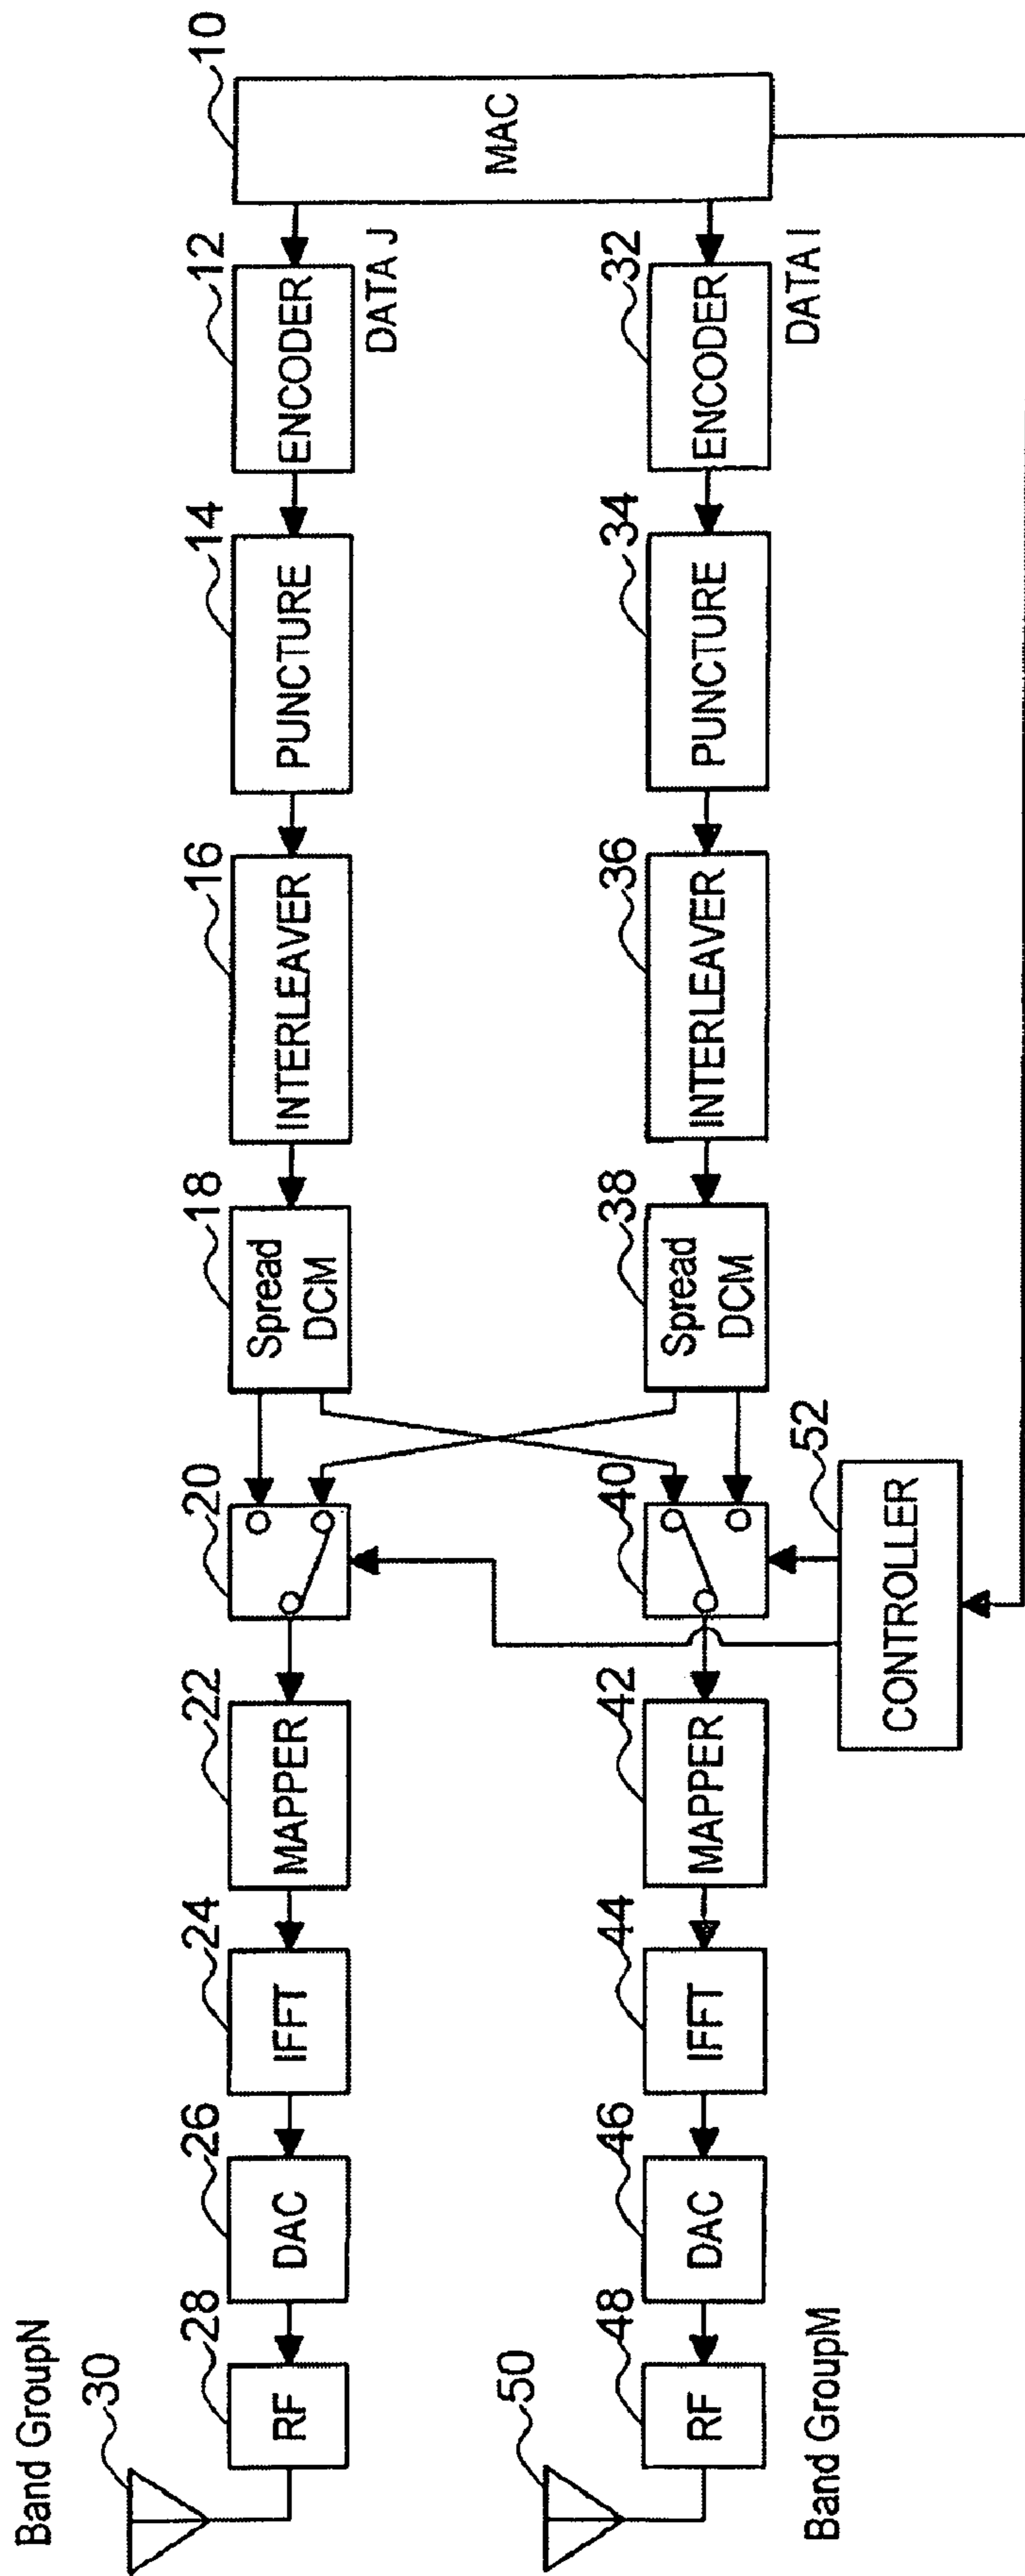 Band GroupN
30
28
RF
26
DAC
24
IFFT
22
MAPPER
20
18
Spread
DCM
16
INTERLEAVER
14
PUNCTURE
12
ENCODER
DATA J
10
MAC
50
48
RF
Band GroupM
46
DAC
44
IFFT
42
MAPPER
40
38
Spread
DCM
36
INTERLEAVER
34
PUNCTURE
32
ENCODER
DATA I
52
CONTROLLER